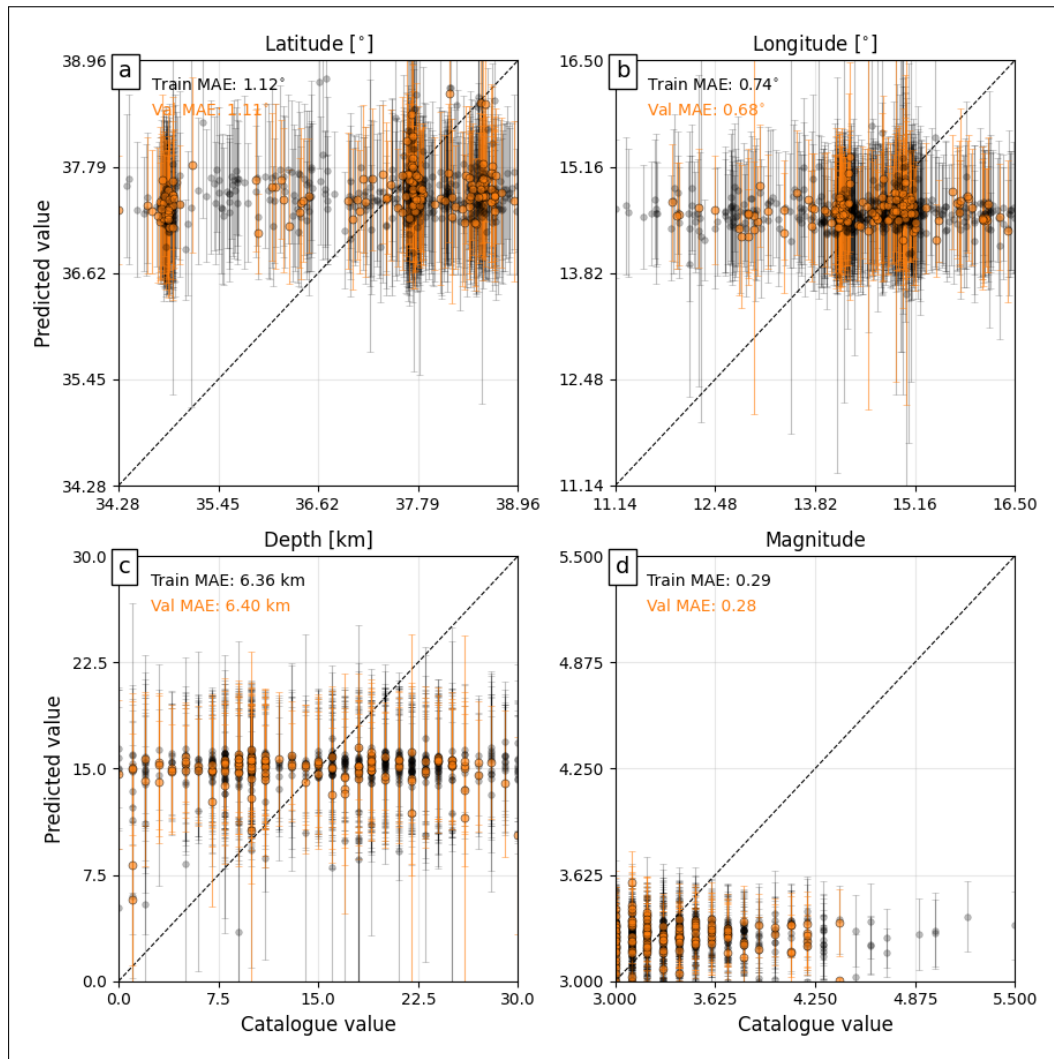 Latitude [°]
Longitude [°]
a
b
Train MAE: 1.12°
Val MAE: 1.11°
Train MAE: 0.74°
Val MAE: 0.68°
Predicted value
38.96
37.79
36.62
35.45
34.28
34.28 35.45 36.62 37.79 38.96
16.50
15.16
13.82
12.48
11.14
11.14 12.48 13.82 15.16 16.50
Depth [km]
Magnitude
c
d
Train MAE: 6.36 km
Val MAE: 6.40 km
Train MAE: 0.29
Val MAE: 0.28
Predicted value
30.0
22.5
15.0
7.5
0.0
0.0 7.5 15.0 22.5 30.0
Catalogue value
5.500
4.875
4.250
3.625
3.000
3.000 3.625 4.250 4.875 5.500
Catalogue value